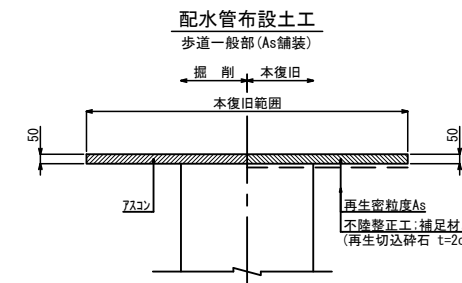 配水管布設土工
歩道一般部(As舗装)
掘 削 本復旧
本復旧範囲
50
50
アスコン
再生密粒度As
不陸整正工:補足材
(再生切込砕石 t=2c